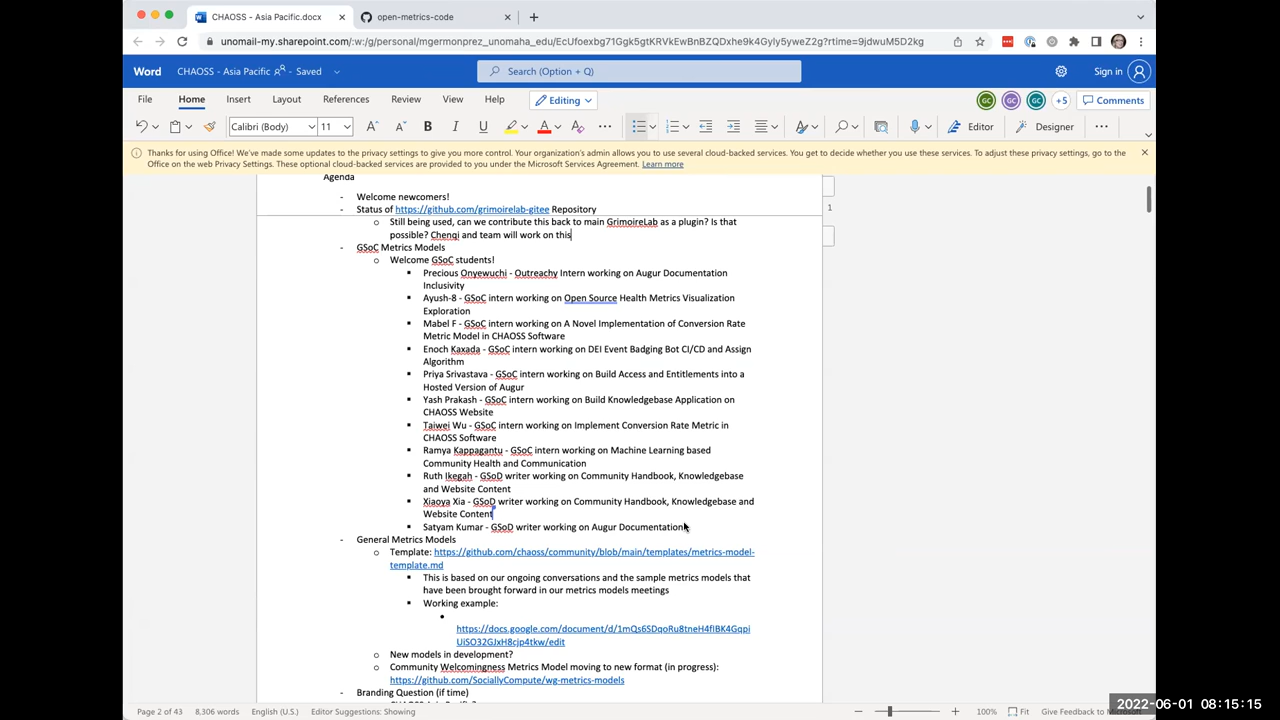 CHAOSS - Asia Pacific.docx
open-metrics-code
unomail-my.sharepoint.com/:w:/g/personal/mgermonprez_unomaha_edu/EcUfoexbg71Ggk5gtKRVkEwBnBZQDxhe9k4Gyly5yweZ2g?rtime=9jdwuM5D2kg
Word CHAOSS - Asia Pacific - Saved Search (Option + Q) Sign in
File Home Insert Layout References Review View Help Editing GC GC GC +5 Comments
Calibri (Body) 11 B I U A Editor Designer
Thanks for using Office! We've made some updates to the privacy settings to give you more control. Your organization's admin allows you to use several cloud-backed services. You get to decide whether you use these services. To adjust these privacy settings, go to the
Office on the web Privacy Settings. These optional cloud-backed services are provided to you under the Microsoft Services Agreement. Learn more
Agenda
- Welcome newcomers!
- Status of https://github.com/grimoirelab-gitee Repository
1
o Still being used, can we contribute this back to main GrimoireLab as a plugin? Is that
possible? Chenqi and team will work on this
- GSoC Metrics Models
o Welcome GSoC students!
▪ Precious Onyewuchi - Outreachy Intern working on Augur Documentation
Inclusivity
▪ Ayush-8 - GSoC intern working on Open Source Health Metrics Visualization
Exploration
▪ Mabel F - GSoC intern working on A Novel Implementation of Conversion Rate
Metric Model in CHAOSS Software
▪ Enoch Kaxada - GSoC intern working on DEI Event Badging Bot CI/CD and Assign
Algorithm
▪ Priya Srivastava - GSoC intern working on Build Access and Entitlements into a
Hosted Version of Augur
▪ Yash Prakash - GSoC intern working on Build Knowledgebase Application on
CHAOSS Website
▪ Taiwei Wu - GSoC intern working on Implement Conversion Rate Metric in
CHAOSS Software
▪ Ramya Kappagantu - GSoC intern working on Machine Learning based
Community Health and Communication
▪ Ruth Ikegah - GSoD writer working on Community Handbook, Knowledgebase
and Website Content
▪ Xiaoya Xia - GSoD writer working on Community Handbook, Knowledgebase and
Website Content
▪ Satyam Kumar - GSoD writer working on Augur Documentation
- General Metrics Models
o Template: https://github.com/chaoss/community/blob/main/templates/metrics-model-
template.md
▪ This is based on our ongoing conversations and the sample metrics models that
have been brought forward in our metrics models meetings
▪ Working example:
•
https://docs.google.com/document/d/1mQs6SDqoRu8tneH4fIBK4Gqpi
UiSO32GJxH8cjp4tkw/edit
o New models in development?
o Community Welcomingness Metrics Model moving to new format (in progress):
https://github.com/SociallyCompute/wg-metrics-models
- Branding Question (if time)
Page 2 of 43 8,306 words English (U.S.) Editor Suggestions: Showing 100% Fit Give Feedback to
2022-06-01 08:15:15